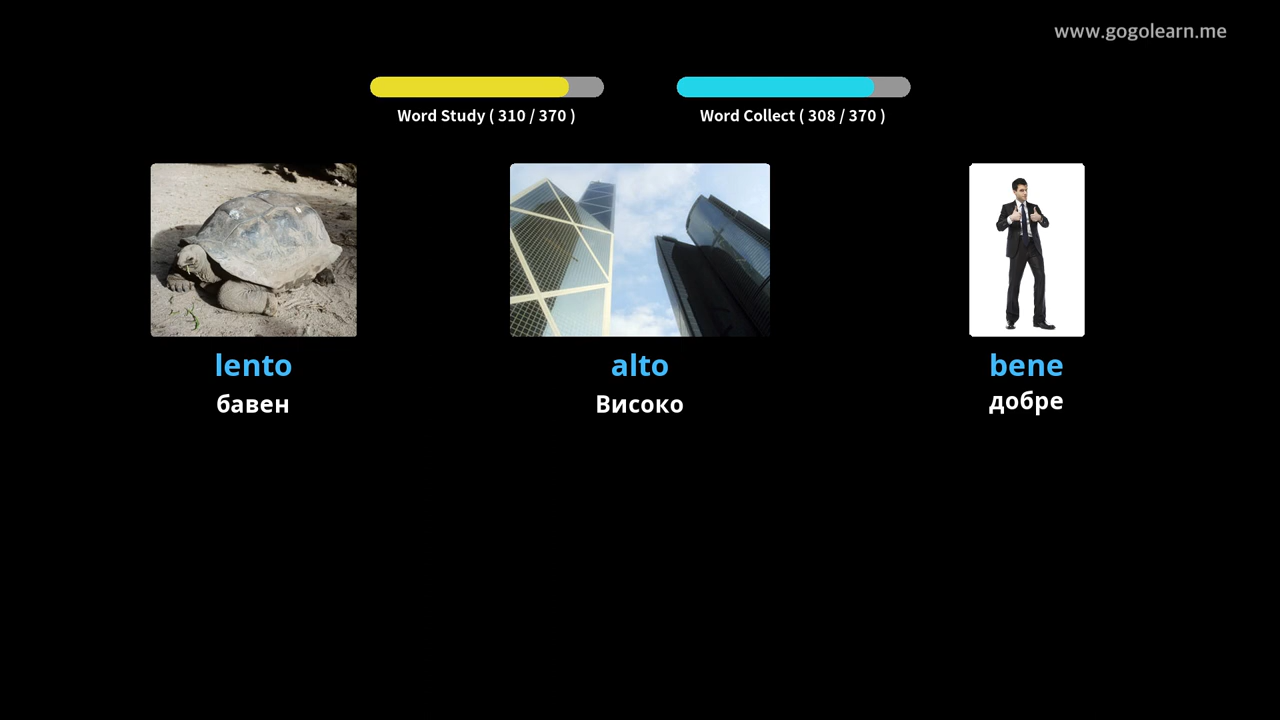 www.gogolearn.me
Word Study ( 310 / 370 )
Word Collect ( 308 / 370 )
lento
alto
bene
бавен
Високо
добре